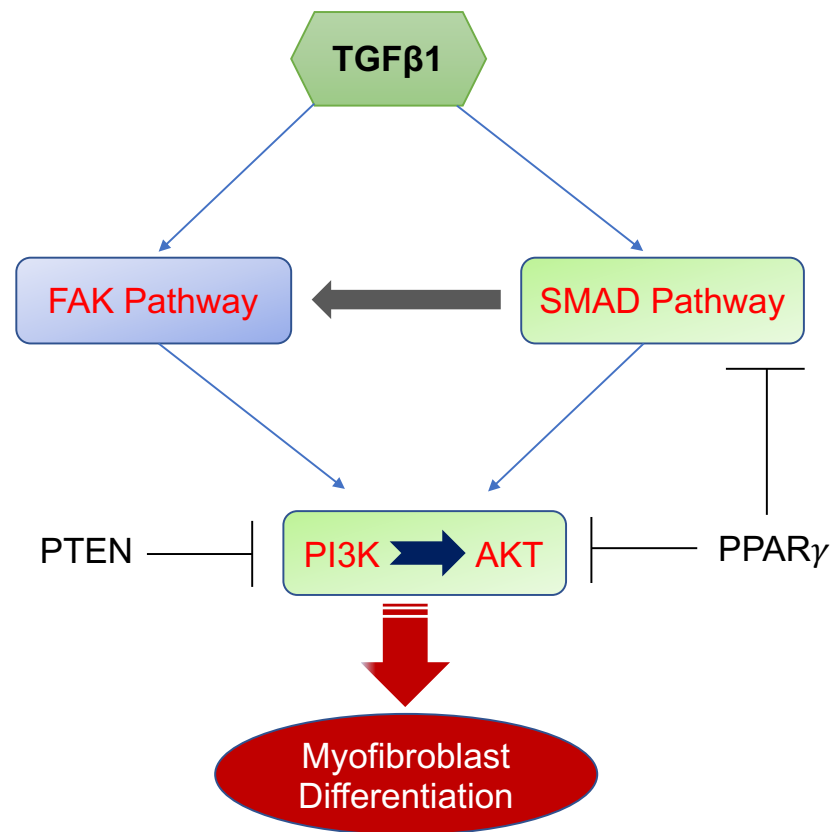 TGFβ1
FAK Pathway
SMAD Pathway
PTEN
PI3K
AKT
PPARγ
Myofibroblast
Differentiation